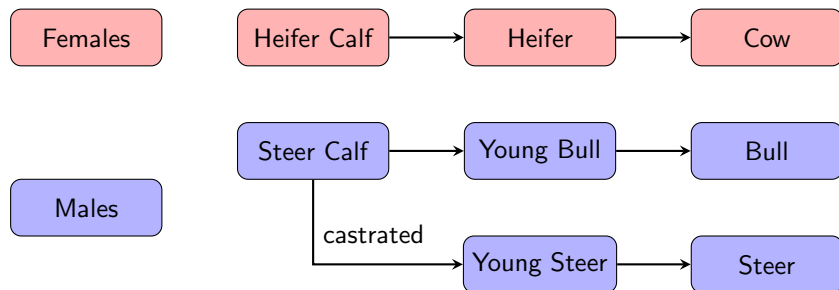 Females
Heifer Calf
Heifer
Cow
Steer Calf
Young Bull
Bull
Males
castrated
Young Steer
Steer